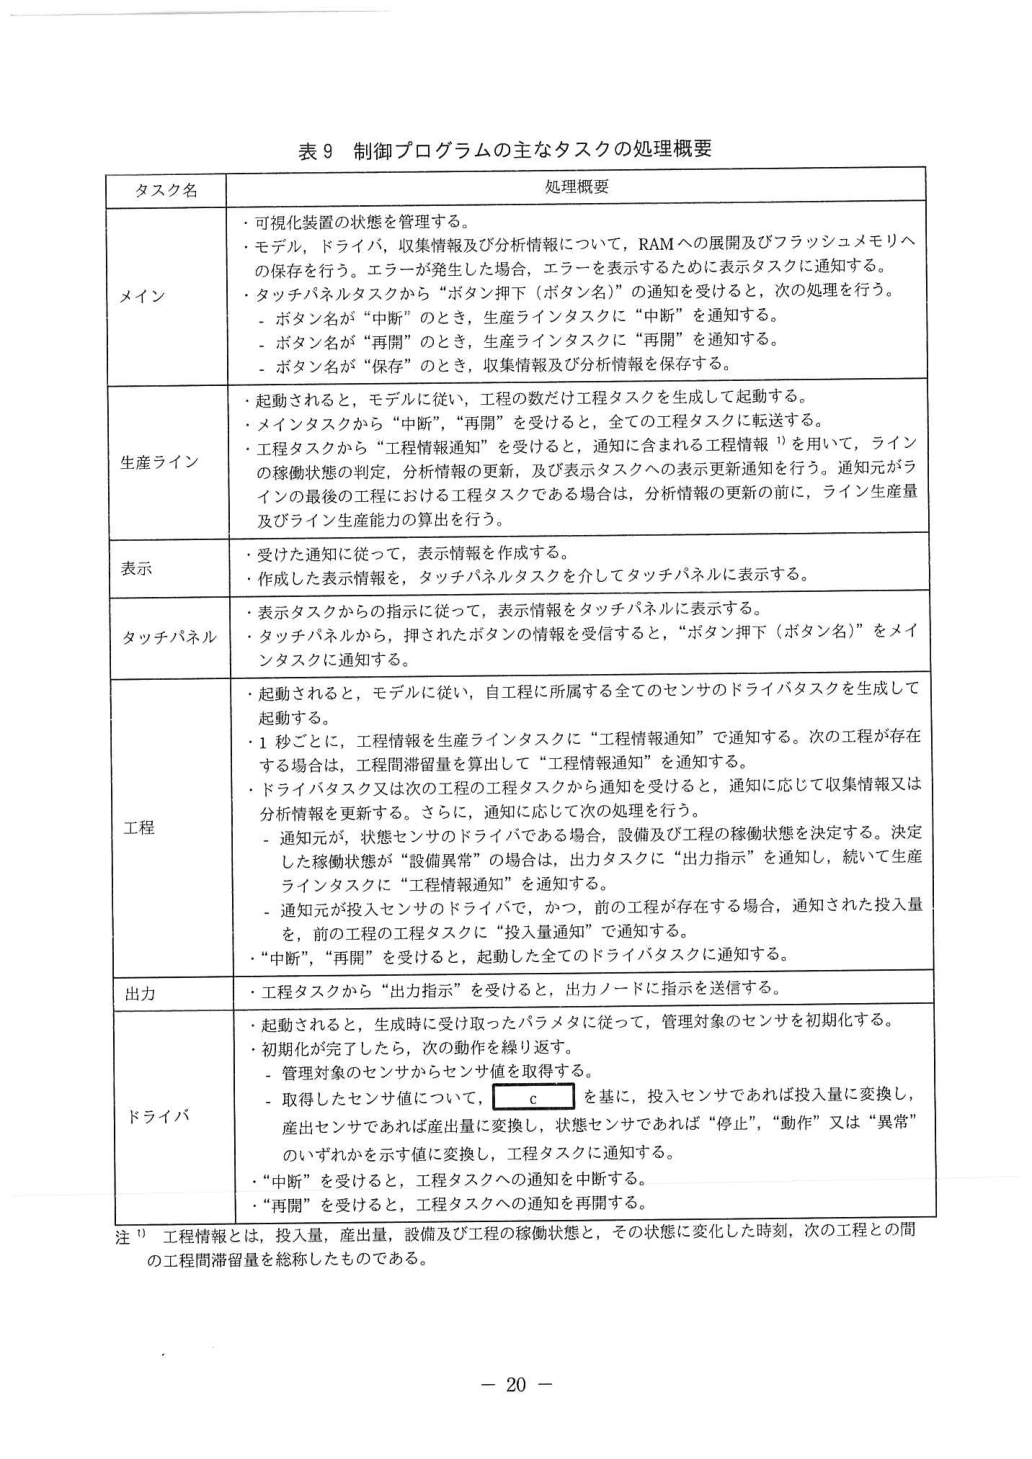 表9 制御プログラムの主なタスクの処理概要
タスク名 処理概要
メイン
・可視化装置の状態を管理する。
・モデル，ドライバ，収集情報及び分析情報について，RAMへの展開及びフラッシュメモリへ
の保存を行う。エラーが発生した場合，エラーを表示するために表示タスクに通知する。
・タッチパネルタスクから“ボタン押下（ボタン名）”の通知を受けると，次の処理を行う。
- ボタン名が“中断”のとき，生産ラインタスクに“中断”を通知する。
- ボタン名が“再開”のとき，生産ラインタスクに“再開”を通知する。
- ボタン名が“保存”のとき，収集情報及び分析情報を保存する。
生産ライン
・起動されると，モデルに従い，工程の数だけ工程タスクを生成して起動する。
・メインタスクから“中断”，“再開”を受けると，全ての工程タスクに転送する。
・工程タスクから“工程情報通知”を受けると，通知に含まれる工程情報1)を用いて，ライン
の稼働状態の判定，分析情報の更新，及び表示タスクへの表示更新通知を行う。通知元がラ
インの最後の工程における工程タスクである場合は，分析情報の更新の前に，ライン生産量
及びライン生産能力の算出を行う。
表示
・受けた通知に従って，表示情報を作成する。
・作成した表示情報を，タッチパネルタスクを介してタッチパネルに表示する。
タッチパネル
・表示タスクからの指示に従って，表示情報をタッチパネルに表示する。
・タッチパネルから，押されたボタンの情報を受信すると，“ボタン押下（ボタン名）”をメイ
ンタスクに通知する。
工程
・起動されると，モデルに従い，自工程に所属する全てのセンサのドライバタスクを生成して
起動する。
・1 秒ごとに，工程情報を生産ラインタスクに“工程情報通知”で通知する。次の工程が存在
する場合は，工程間滞留量を算出して“工程情報通知”を通知する。
・ドライバタスク又は次の工程の工程タスクから通知を受けると，通知に応じて収集情報又は
分析情報を更新する。さらに，通知に応じて次の処理を行う。
- 通知元が，状態センサのドライバである場合，設備及び工程の稼働状態を決定する。決定
した稼働状態が“設備異常”の場合は，出力タスクに“出力指示”を通知し，続いて生産
ラインタスクに“工程情報通知”を通知する。
- 通知元が投入センサのドライバで，かつ，前の工程が存在する場合，通知された投入量
を，前の工程の工程タスクに“投入量通知”で通知する。
・“中断”，“再開”を受けると，起動した全てのドライバタスクに通知する。
出力
・工程タスクから“出力指示”を受けると，出力ノードに指示を送信する。
ドライバ
・起動されると，生成時に受け取ったパラメタに従って，管理対象のセンサを初期化する。
・初期化が完了したら，次の動作を繰り返す。
- 管理対象のセンサからセンサ値を取得する。
- 取得したセンサ値について， c を基に，投入センサであれば投入量に変換し，
産出センサであれば産出量に変換し，状態センサであれば“停止”，“動作”又は“異常”
のいずれかを示す値に変換し，工程タスクに通知する。
・“中断”を受けると，工程タスクへの通知を中断する。
・“再開”を受けると，工程タスクへの通知を再開する。
注1) 工程情報とは，投入量，産出量，設備及び工程の稼働状態と，その状態に変化した時刻，次の工程との間
の工程間滞留量を総称したものである。
－ 20 －